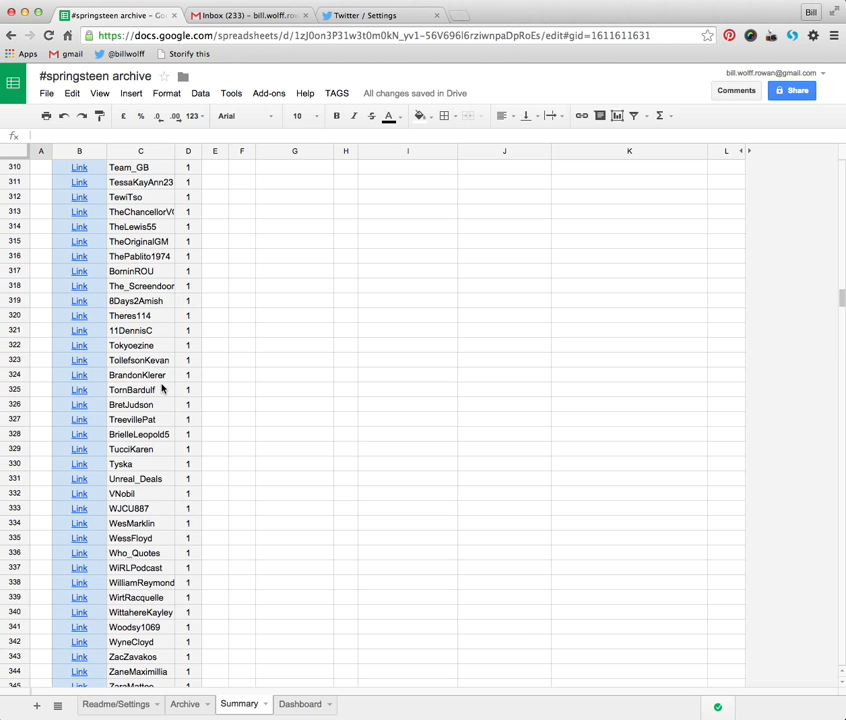 #springsteen archive - Goo
Inbox (233) - bill.wolff.row
Twitter / Settings
Bill
https://docs.google.com/spreadsheets/d/1zJ0on3P31w3t0m0kN_yv1-56V696l6rziwnpaDpRoEs/edit#gid=1611611631
Apps gmail @billwolff Storify this
#springsteen archive
bill.wolff.rowan@gmail.com
File Edit View Insert Format Data Tools Add-ons Help TAGS All changes saved in Drive
Comments Share
£ % .0 .00 123 Arial 10 B I S A
fx
A B C D E F G H I J K L
310 Link Team_GB 1
311 Link TessaKayAnn23 1
312 Link TewiTso 1
313 Link TheChancellorVC 1
314 Link TheLewis55 1
315 Link TheOriginalGM 1
316 Link ThePablito1974 1
317 Link BorninROU 1
318 Link The_Screendoor 1
319 Link 8Days2Amish 1
320 Link Theres114 1
321 Link 11DennisC 1
322 Link Tokyoezine 1
323 Link TollefsonKevan 1
324 Link BrandonKlerer 1
325 Link TornBardulf 1
326 Link BretJudson 1
327 Link TreevillePat 1
328 Link BrielleLeopold5 1
329 Link TucciKaren 1
330 Link Tyska 1
331 Link Unreal_Deals 1
332 Link VNobil 1
333 Link WJCU887 1
334 Link WesMarklin 1
335 Link WessFloyd 1
336 Link Who_Quotes 1
337 Link WiRLPodcast 1
338 Link WilliamReymond 1
339 Link WirtRacquelle 1
340 Link WittahereKayley 1
341 Link Woodsy1069 1
342 Link WyneCloyd 1
343 Link ZacZavakos 1
344 Link ZaneMaximillia 1
345 Link ZaraMatteo 1
Readme/Settings Archive Summary Dashboard